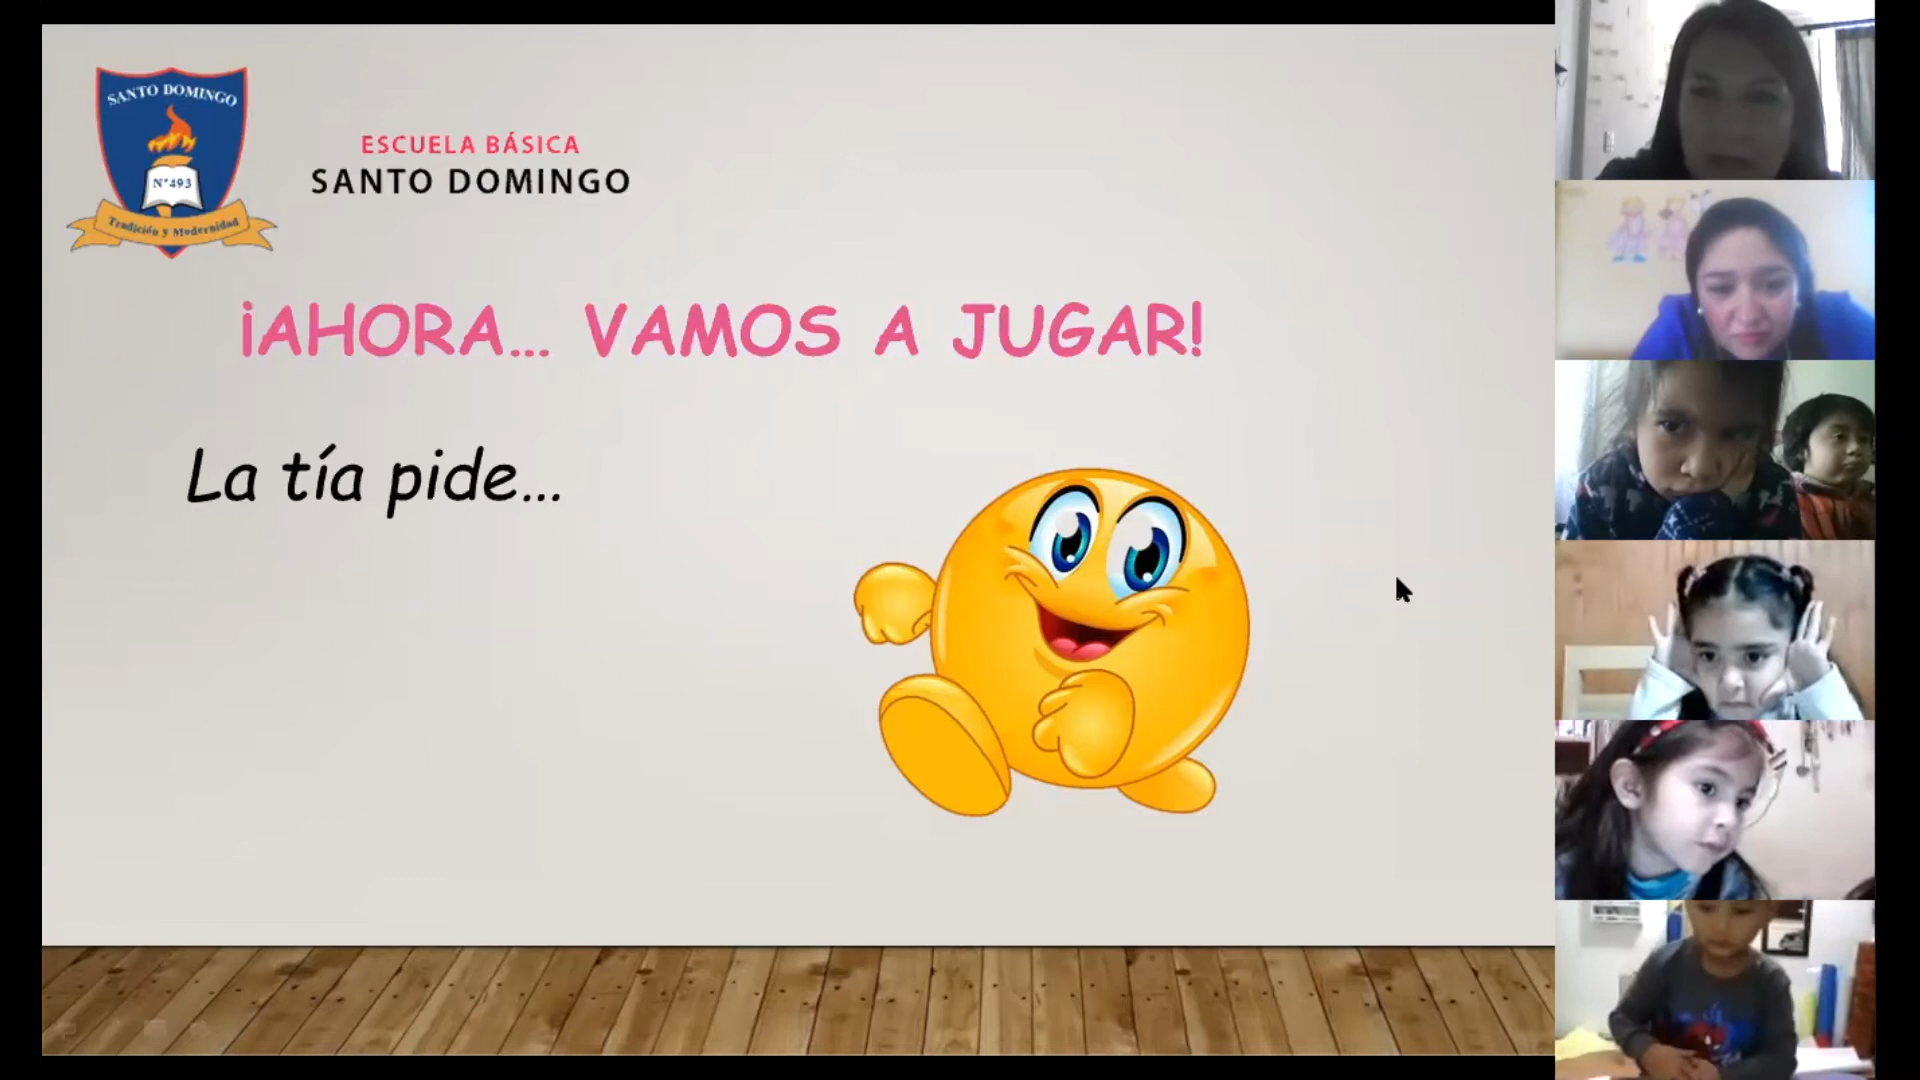 SANTO DOMINGO
N°493
Tradición y Modernidad
ESCUELA BÁSICA
SANTO DOMINGO
¡AHORA... VAMOS A JUGAR!
La tía pide...